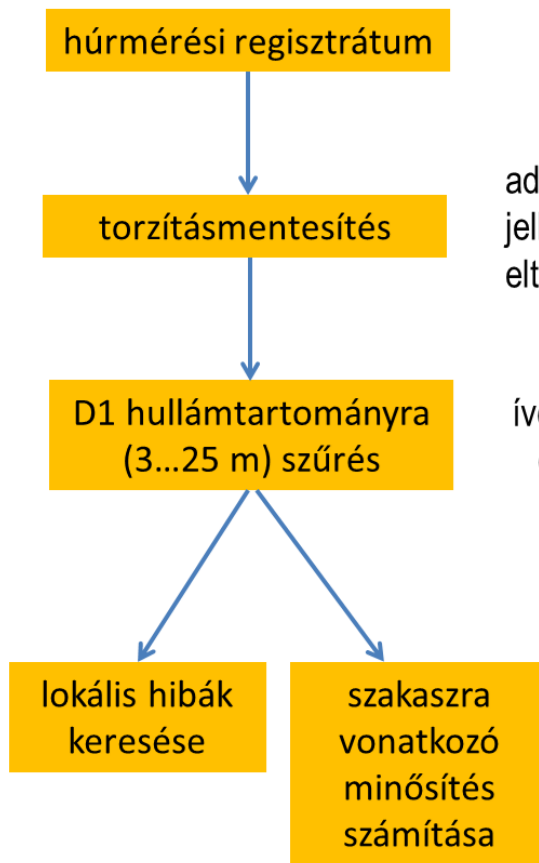 húrmérési regisztrátum
torzításmentesítés
D1 hullámtartományra
(3...25 m) szűrés
lokális hibák
keresése
szakaszra
vonatkozó
minősítés
számítása